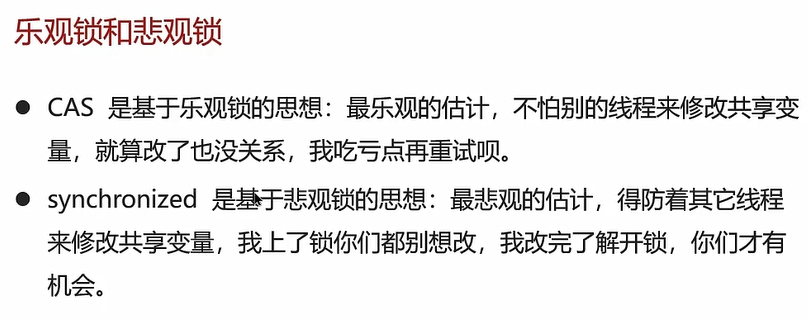 乐观锁和悲观锁
● CAS 是基于乐观锁的思想：最乐观的估计，不怕别的线程来修改共享变
量，就算改了也没关系，我吃亏点再重试呗。
● synchronized 是基于悲观锁的思想：最悲观的估计，得防着其它线程
来修改共享变量，我上了锁你们都别想改，我改完了解开锁，你们才有
机会。